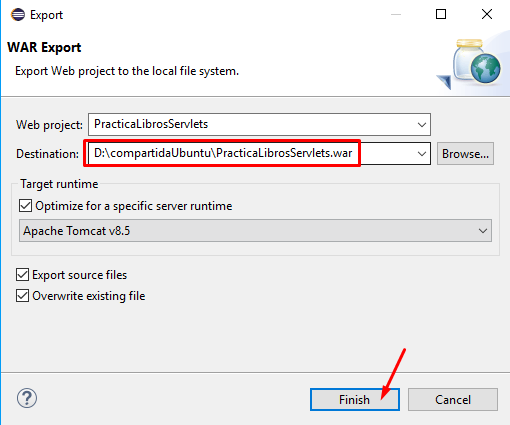 Export
WAR Export
Export Web project to the local file system.
Web project: PracticaLibrosServlets
Destination: D:\compartidaUbuntu\PracticaLibrosServlets.war Browse...
Target runtime
Optimize for a specific server runtime
Apache Tomcat v8.5
Export source files
Overwrite existing file
? Finish Cancel